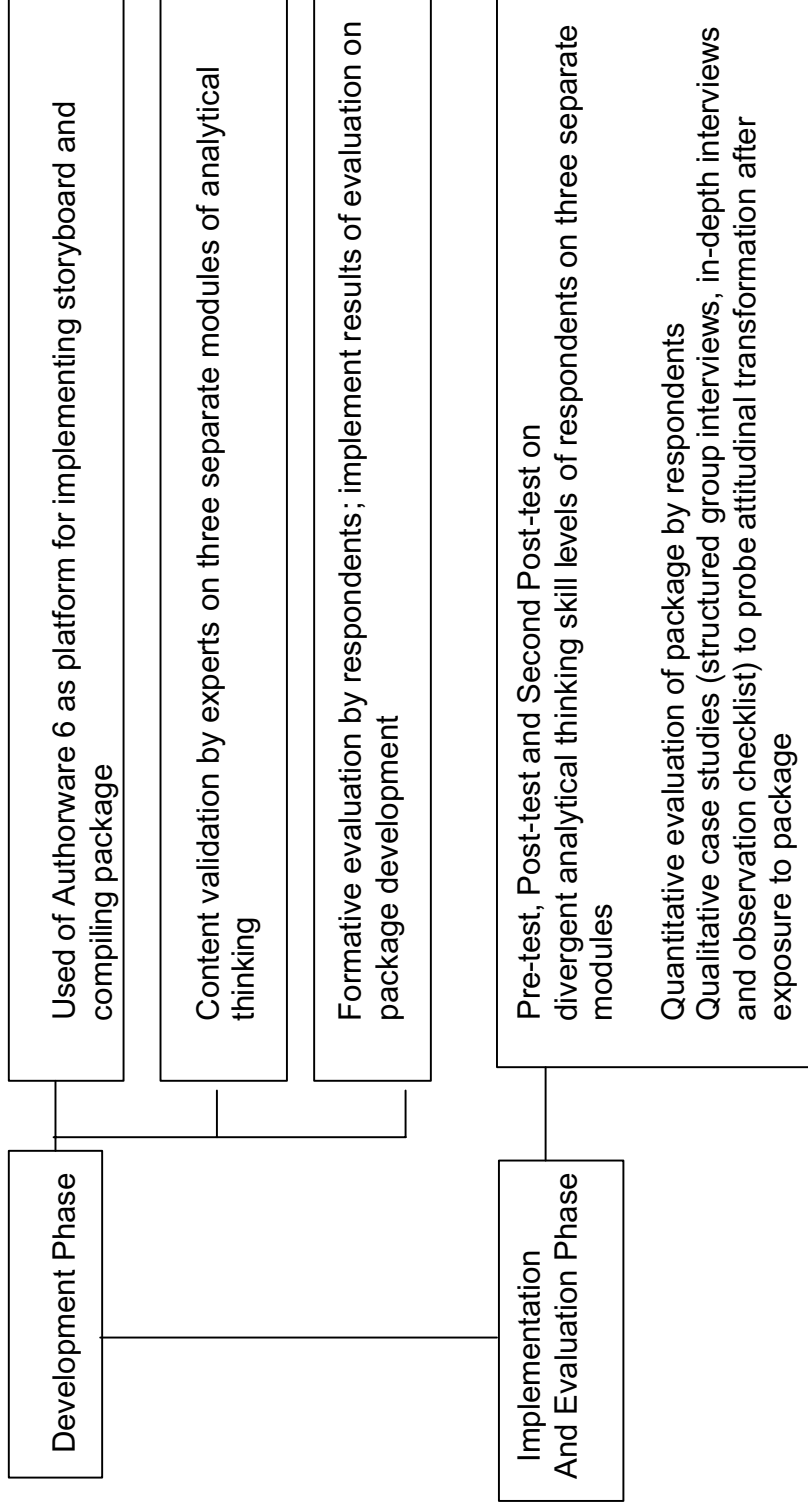 Development Phase
Used of Authorware 6 as platform for implementing storyboard and
compiling package
Content validation by experts on three separate modules of analytical
thinking
Formative evaluation by respondents; implement results of evaluation on
package development
Implementation
And Evaluation Phase
Pre-test, Post-test and Second Post-test on
divergent analytical thinking skill levels of respondents on three separate
modules
Quantitative evaluation of package by respondents
Qualitative case studies (structured group interviews, in-depth interviews
and observation checklist) to probe attitudinal transformation after
exposure to package